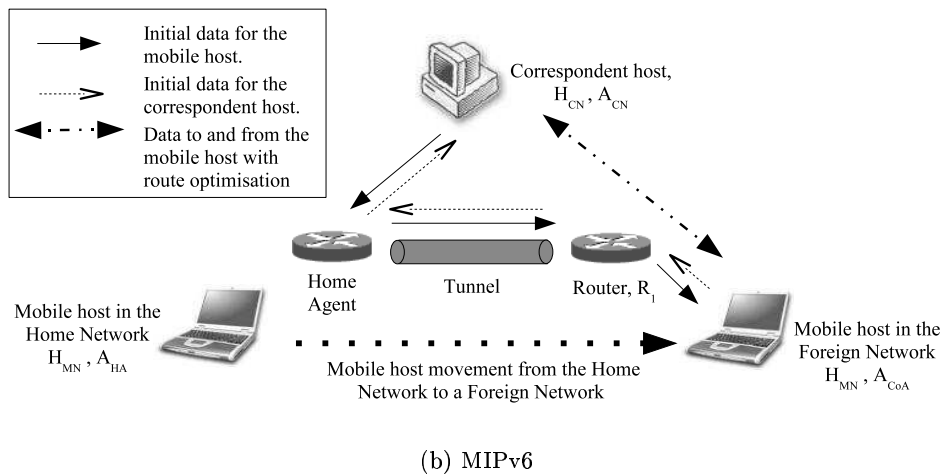 Initial data for the
mobile host.
Initial data for the
correspondent host.
Data to and from the
mobile host with
route optimisation
Correspondent host,
H_CN , A_CN
Home
Agent
Tunnel
Router, R_1
Mobile host in the
Home Network
H_MN , A_HA
Mobile host movement from the Home
Network to a Foreign Network
Mobile host in the
Foreign Network
H_MN , A_CoA
(b) MIPv6